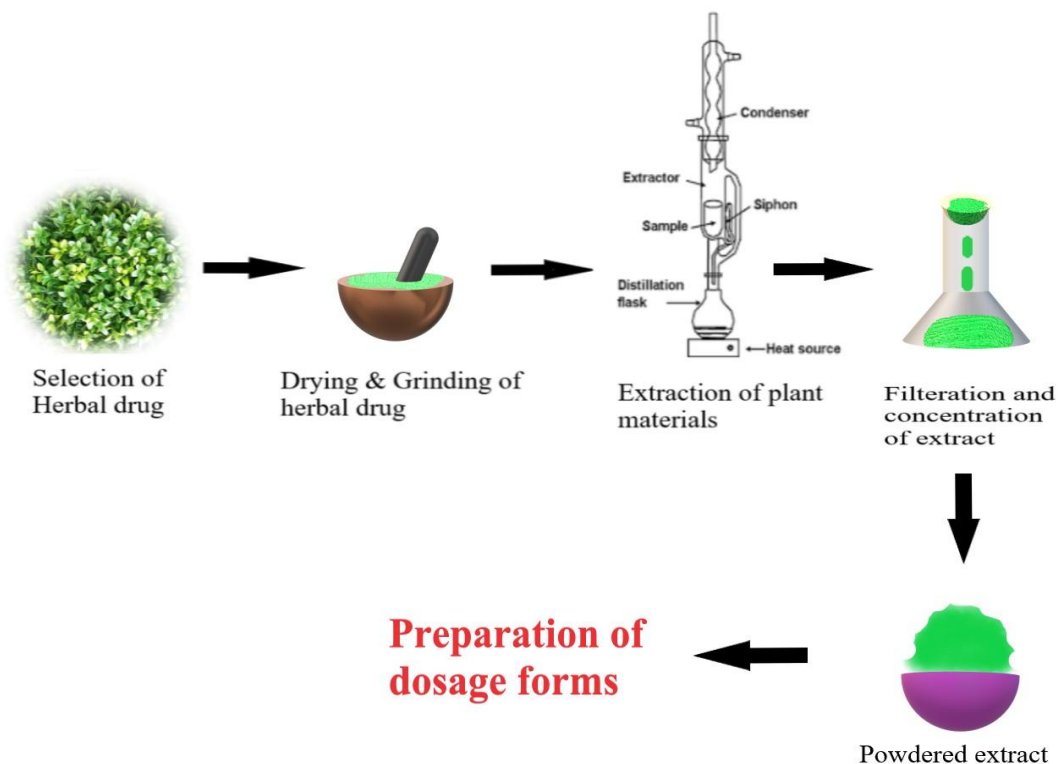 Condenser
Extractor
Siphon
Sample
Distillation
flask
Heat source
Selection of
Herbal drug
Drying & Grinding of
herbal drug
Extraction of plant
materials
Filteration and
concentration
of extract
Preparation of
dosage forms
Powdered extract